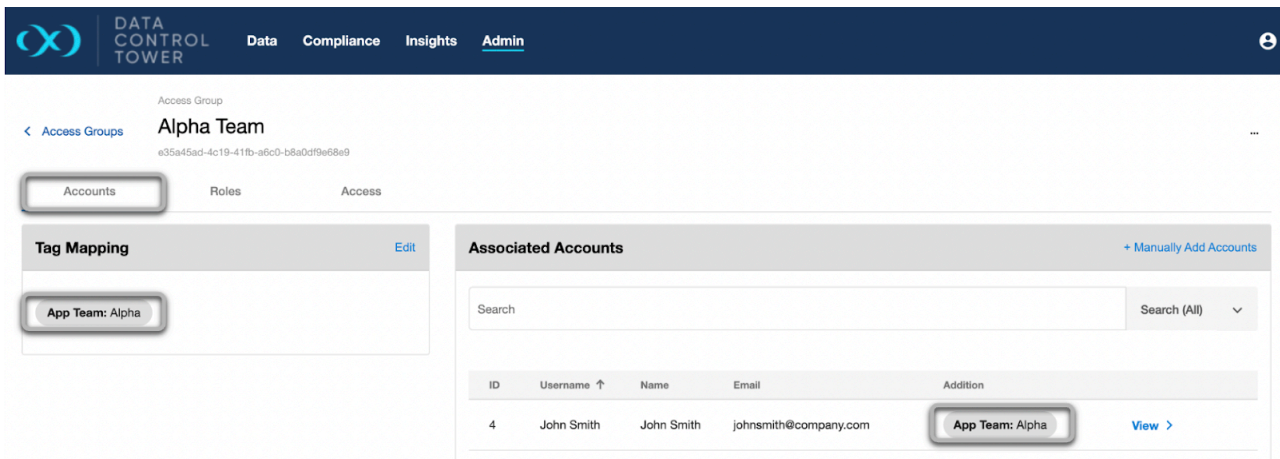 DATA
CONTROL
TOWER
Data Compliance Insights Admin
Access Group
Access Groups
Alpha Team
e35a45ad-4c19-41fb-a6c0-b8a0df9e68e9
...
Accounts Roles Access
Tag Mapping Edit
App Team: Alpha
Associated Accounts + Manually Add Accounts
Search Search (All)
ID Username ↑ Name Email Addition
4 John Smith John Smith johnsmith@company.com App Team: Alpha View >